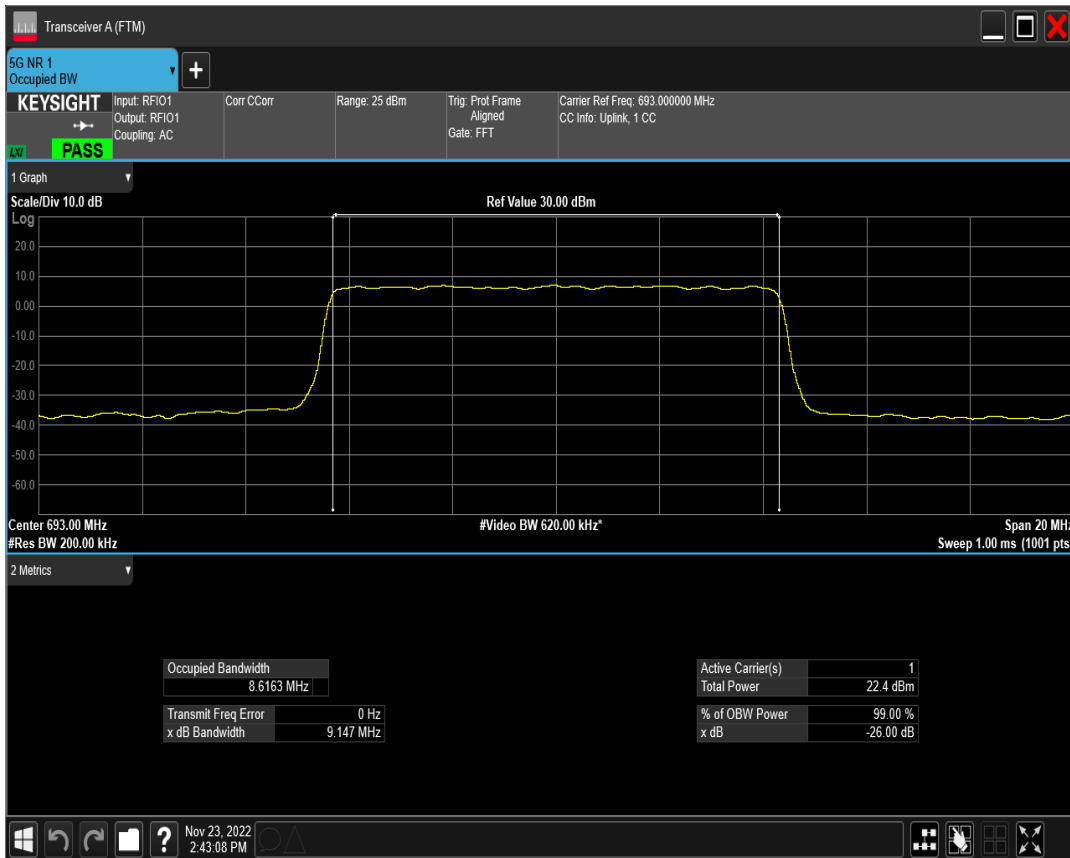 Transceiver A (FTM)
5G NR 1
Occupied BW
+
KEYSIGHT
LXI
PASS
Input: RFIO1
Output: RFIO1
Coupling: AC
Corr CCorr
Range: 25 dBm
Trig: Prot Frame
Aligned
Gate: FFT
Carrier Ref Freq: 693.000000 MHz
CC Info: Uplink, 1 CC
1 Graph
Scale/Div 10.0 dB
Ref Value 30.00 dBm
Log
20.0
10.0
0.00
-10.0
-20.0
-30.0
-40.0
-50.0
-60.0
Center 693.00 MHz
#Video BW 620.00 kHz*
Span 20 MHz
#Res BW 200.00 kHz
Sweep 1.00 ms (1001 pts
2 Metrics
Occupied Bandwidth
8.6163 MHz
Transmit Freq Error 0 Hz
x dB Bandwidth 9.147 MHz
Active Carrier(s) 1
Total Power 22.4 dBm
% of OBW Power 99.00 %
x dB -26.00 dB
?
Nov 23, 2022
2:43:08 PM